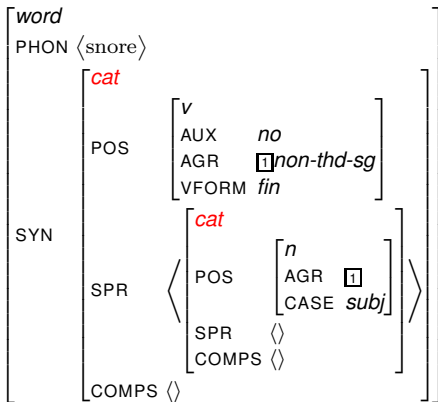 word
PHON ⟨snore⟩
cat
v
AUX no
POS AGR 1 non-thd-sg
VFORM fin
SYN cat
n
SPR ⟨ POS AGR 1 ⟩
CASE subj
SPR ⟨⟩
COMPS ⟨⟩
COMPS ⟨⟩